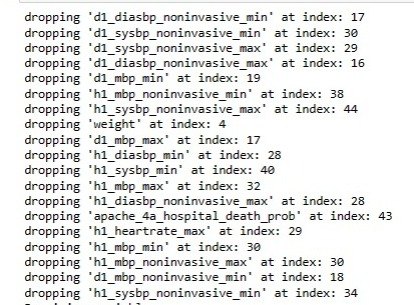 dropping 'd1_diasbp_noninvasive_min' at index: 17
dropping 'd1_sysbp_noninvasive_min' at index: 30
dropping 'd1_sysbp_noninvasive_max' at index: 29
dropping 'd1_diasbp_noninvasive_max' at index: 16
dropping 'd1_mbp_min' at index: 19
dropping 'h1_mbp_noninvasive_min' at index: 38
dropping 'h1_sysbp_noninvasive_max' at index: 44
dropping 'weight' at index: 4
dropping 'd1_mbp_max' at index: 17
dropping 'h1_diasbp_min' at index: 28
dropping 'h1_sysbp_min' at index: 40
dropping 'h1_mbp_max' at index: 32
dropping 'h1_diasbp_noninvasive_max' at index: 28
dropping 'apache_4a_hospital_death_prob' at index: 43
dropping 'h1_heartrate_max' at index: 29
dropping 'h1_mbp_min' at index: 30
dropping 'h1_mbp_noninvasive_max' at index: 30
dropping 'd1_mbp_noninvasive_min' at index: 18
dropping 'h1_sysbp_noninvasive_min' at index: 34